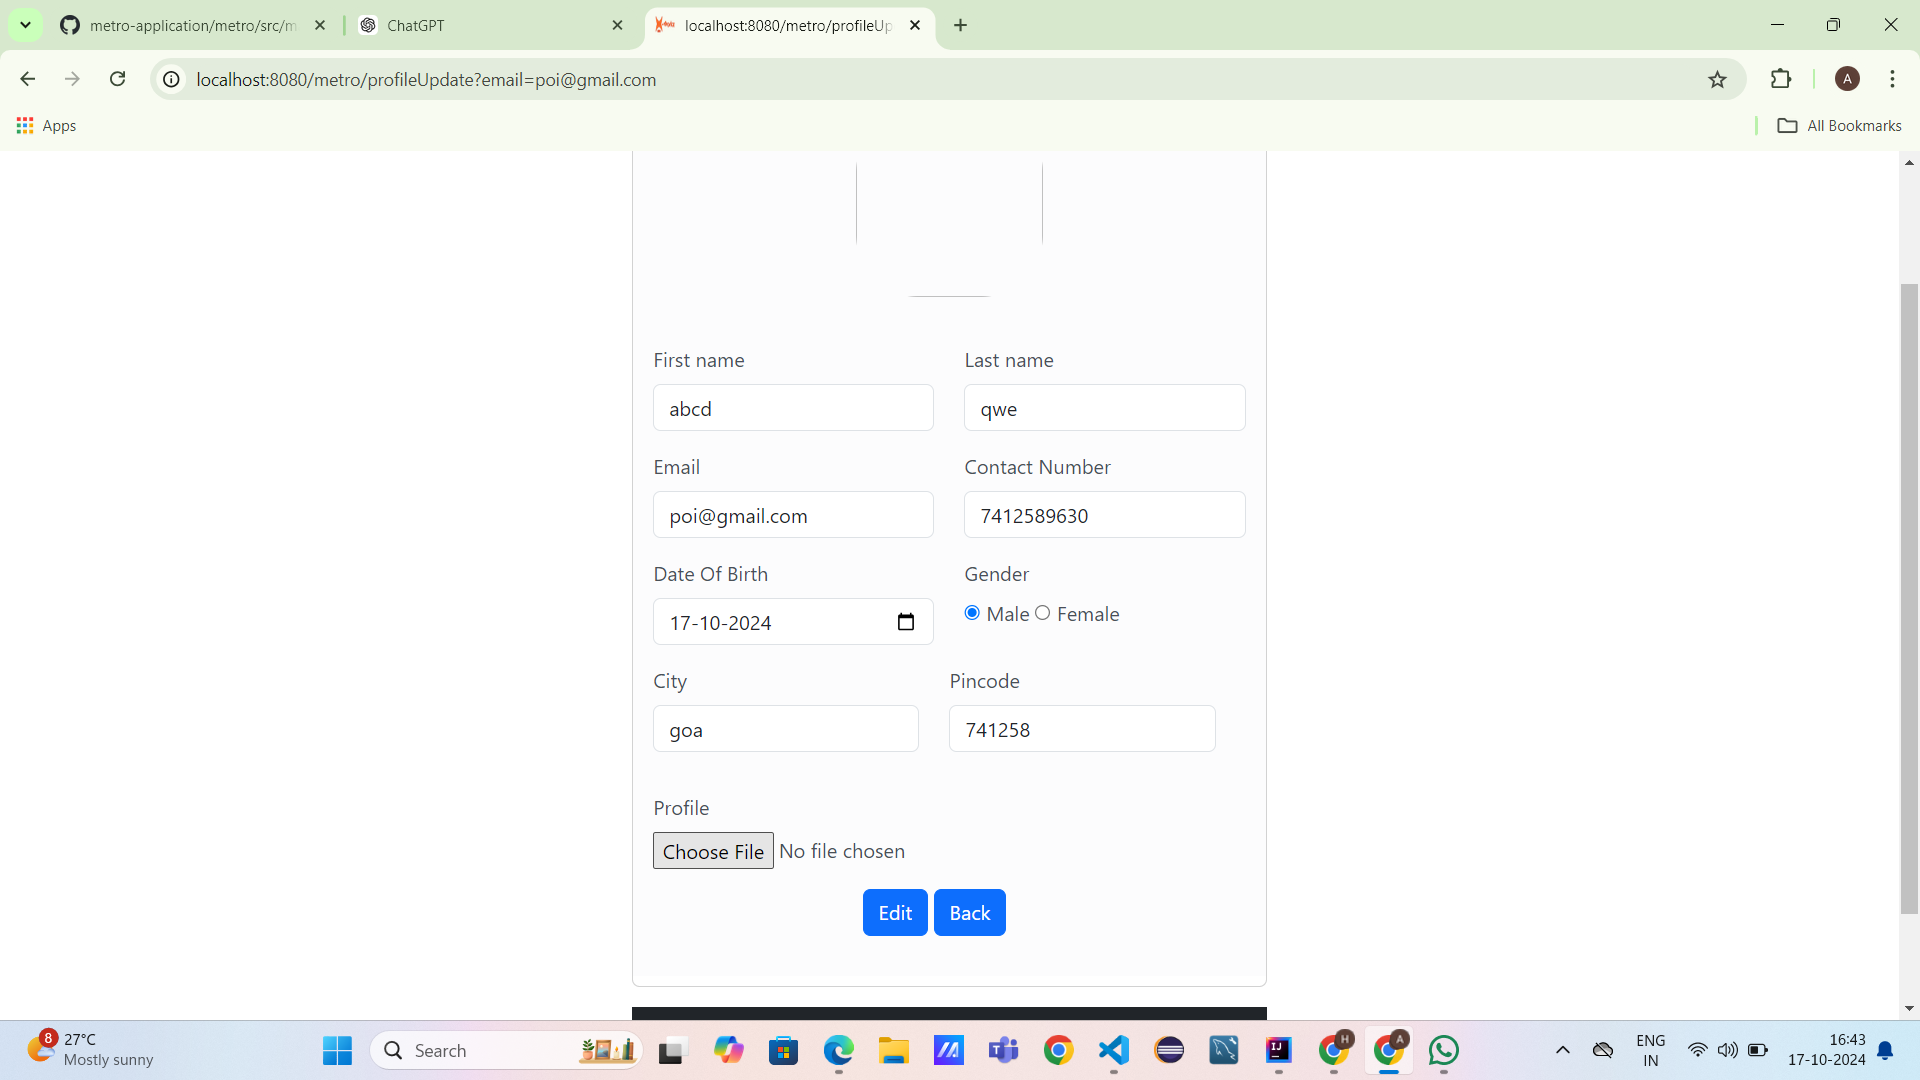 metro-application/metro/src/m
ChatGPT
localhost:8080/metro/profileUp
localhost:8080/metro/profileUpdate?email=poi@gmail.com
A
Apps
All Bookmarks
First name
Last name
abcd
qwe
Email
Contact Number
poi@gmail.com
7412589630
Date Of Birth
Gender
17-10-2024
Male
Female
City
Pincode
goa
741258
Profile
Choose File
No file chosen
Edit
Back
8
27°C
Mostly sunny
Search
IJ
H
A
ENG
IN
16:43
17-10-2024